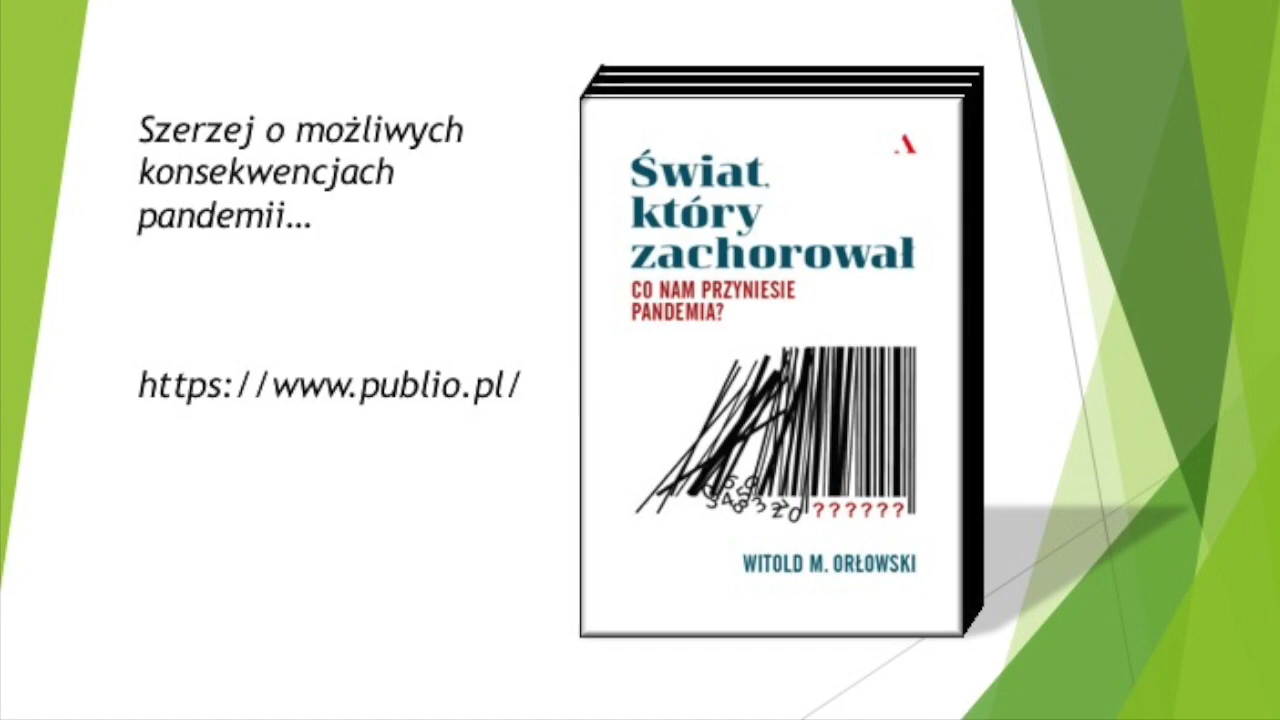 Szerzej o możliwych
konsekwencjach
pandemii…
https://www.publio.pl/
A
Świat,
który
zachorował
CO NAM PRZYNIESIE
PANDEMIA?
??????
WITOLD M. ORŁOWSKI